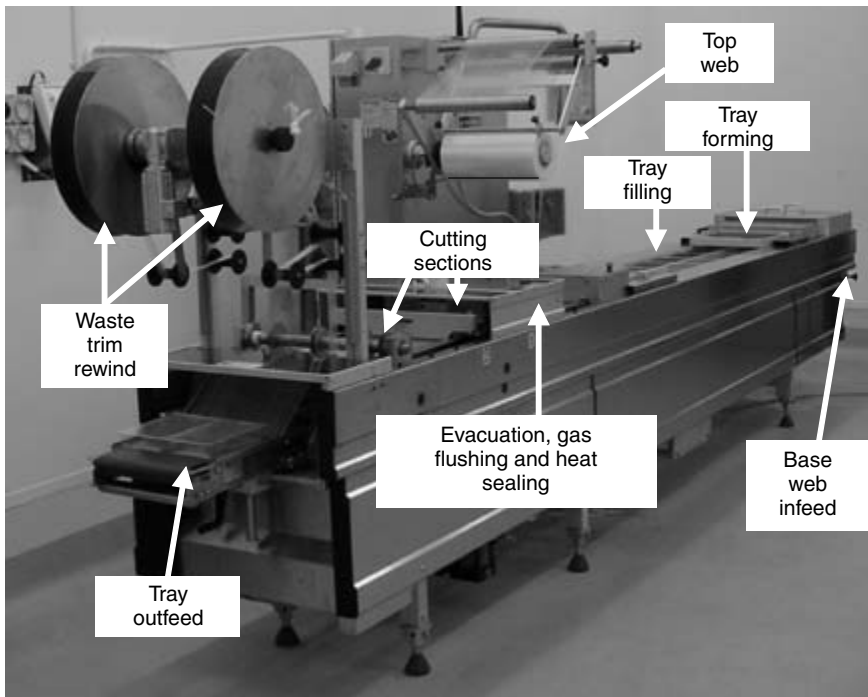 Top
web
Tray
forming
Tray
filling
Cutting
sections
Waste
trim
rewind
Evacuation, gas
flushing and heat
sealing
Base
web
infeed
Tray
outfeed